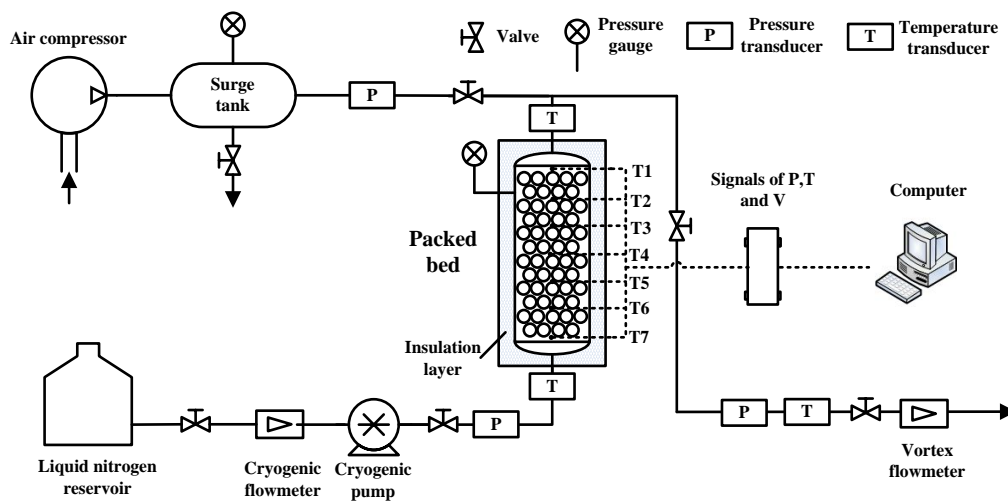 Air compressor
Surge
tank
Valve
Pressure
gauge
P
Pressure
transducer
T
Temperature
transducer
P
T
T1
T2
T3
T4
T5
T6
T7
Packed
bed
Signals of P,T
and V
Computer
Insulation
layer
T
P
Liquid nitrogen
reservoir
Cryogenic
flowmeter
Cryogenic
pump
P
T
Vortex
flowmeter